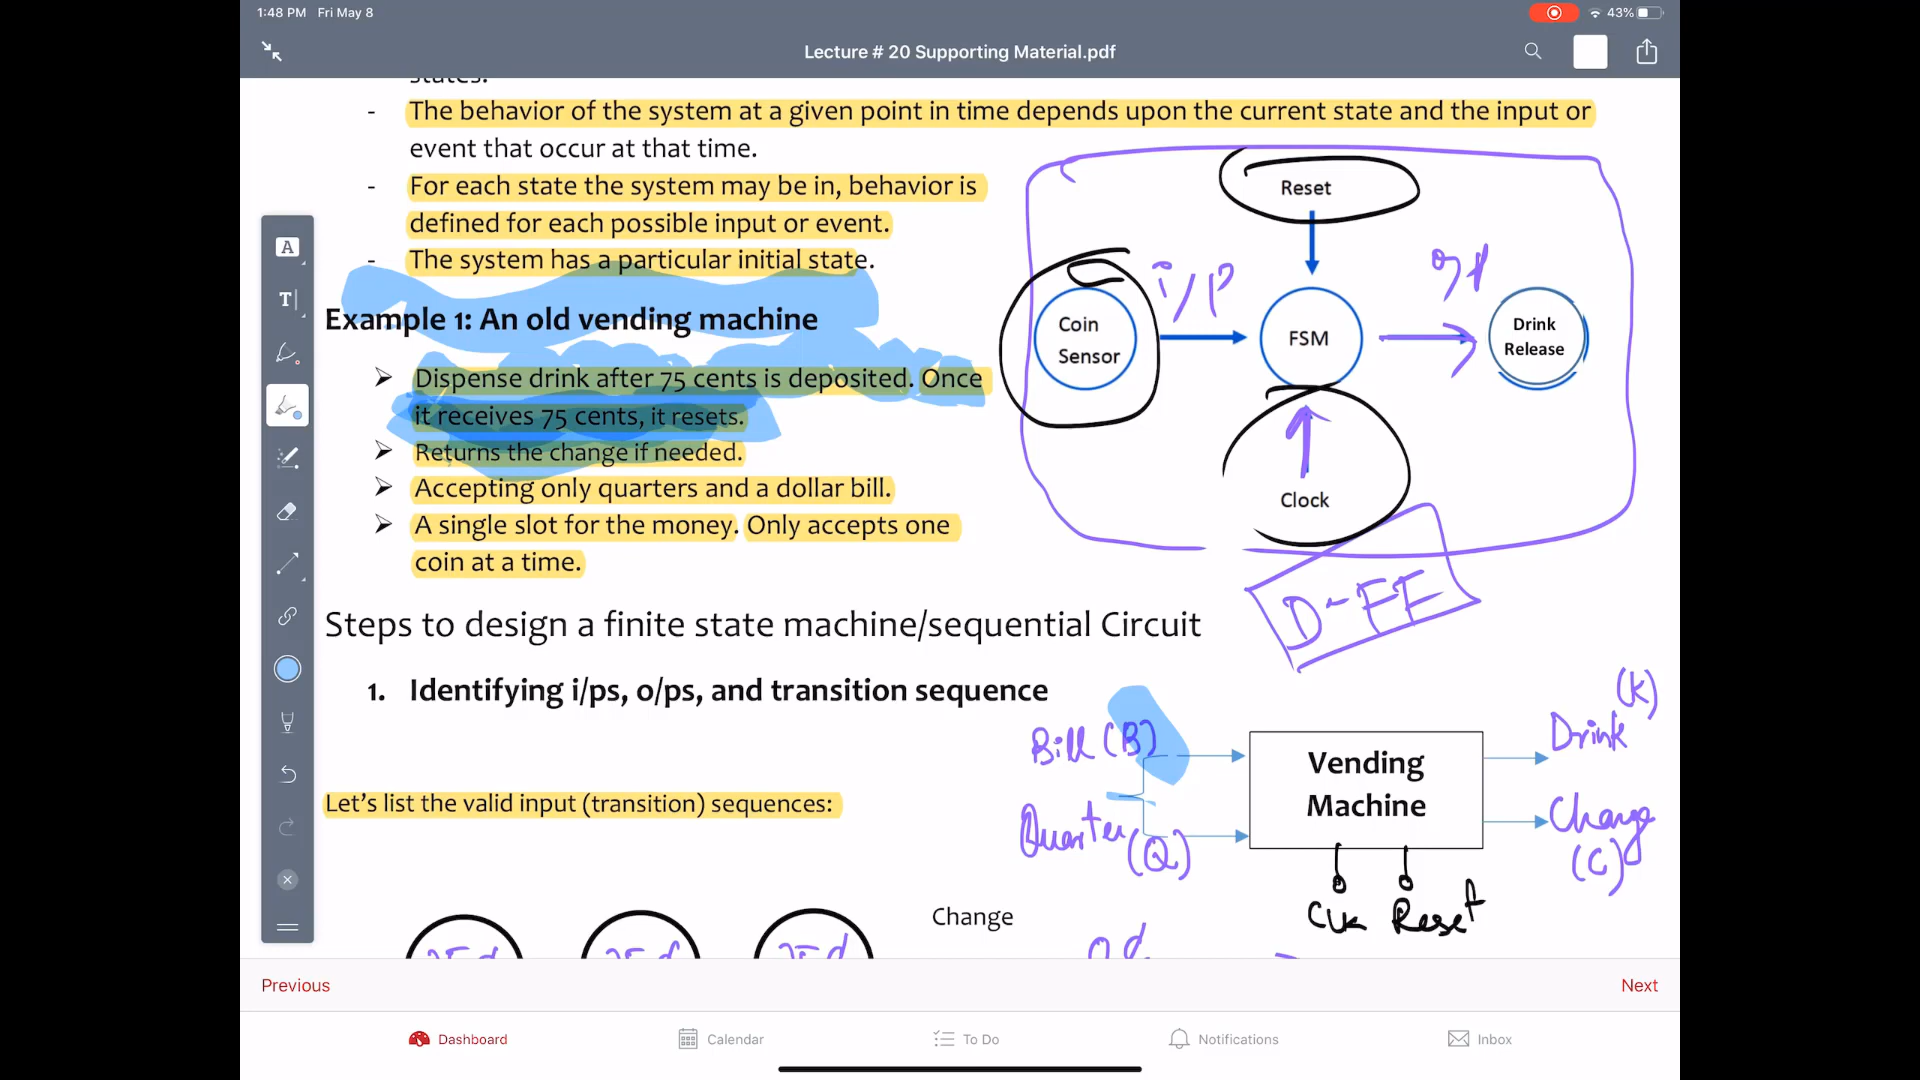 1:48 PM Fri May 8
43%
Lecture # 20 Supporting Material.pdf
states.
- The behavior of the system at a given point in time depends upon the current state and the input or
event that occur at that time.
- For each state the system may be in, behavior is
defined for each possible input or event.
- The system has a particular initial state.
Reset
i/p
o/p
Coin
Sensor
FSM
Drink
Release
Clock
D-FF
Example 1: An old vending machine
➢ Dispense drink after 75 cents is deposited. Once
it receives 75 cents, it resets.
➢ Returns the change if needed.
➢ Accepting only quarters and a dollar bill.
➢ A single slot for the money. Only accepts one
coin at a time.
Steps to design a finite state machine/sequential Circuit
1. Identifying i/ps, o/ps, and transition sequence
Bill (B)
Quarter (Q)
Vending
Machine
Drink (K)
Change
(C)
Clk Reset
Let's list the valid input (transition) sequences:
Change
Previous
Next
Dashboard
Calendar
To Do
Notifications
Inbox